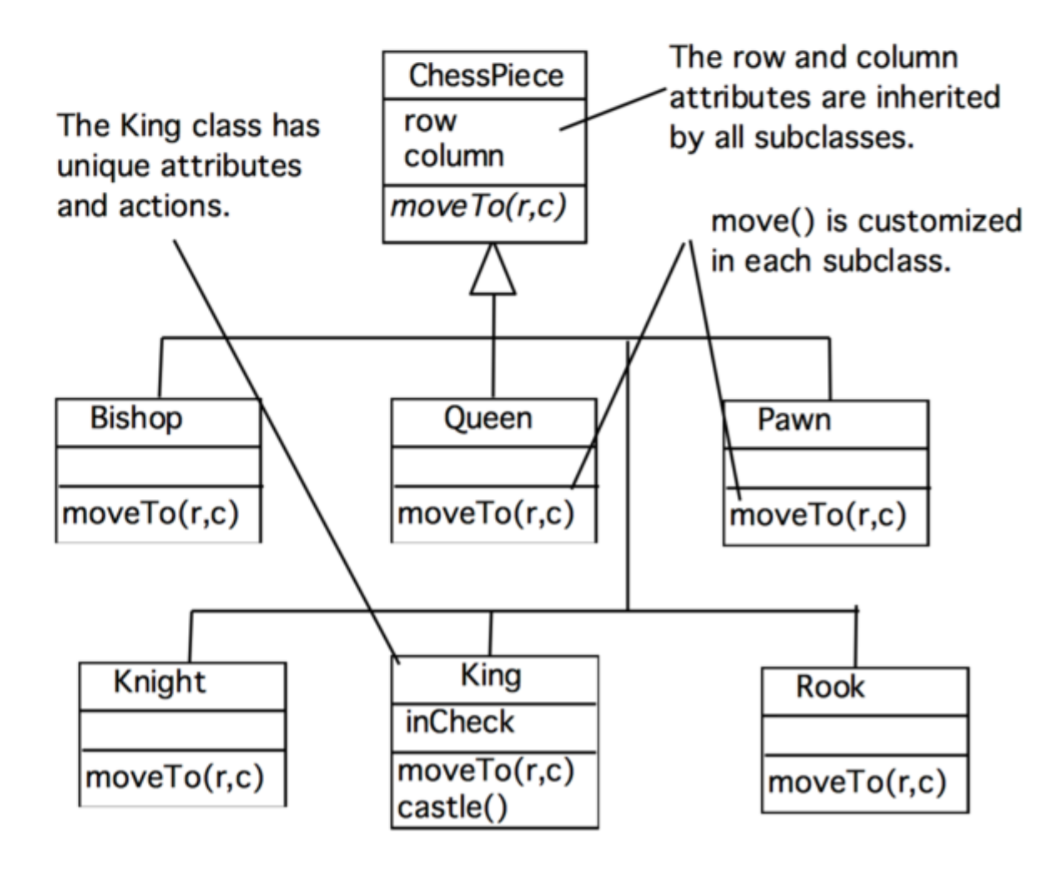 ChessPiece
row
column
moveTo(r,c)
The row and column
attributes are inherited
by all subclasses.
The King class has
unique attributes
and actions.
move() is customized
in each subclass.
Bishop
moveTo(r,c)
Queen
moveTo(r,c)
Pawn
moveTo(r,c)
Knight
moveTo(r,c)
King
inCheck
moveTo(r,c)
castle()
Rook
moveTo(r,c)